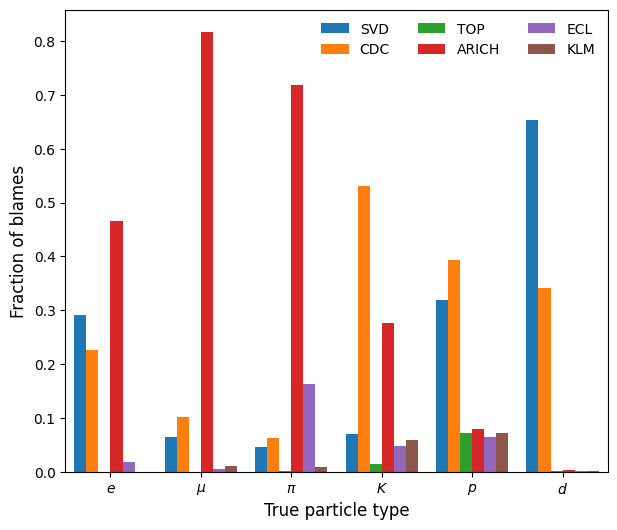 SVD TOP ECL
CDC ARICH KLM
Fraction of blames
0.8
0.7
0.6
0.5
0.4
0.3
0.2
0.1
0.0
e μ π K p d
True particle type